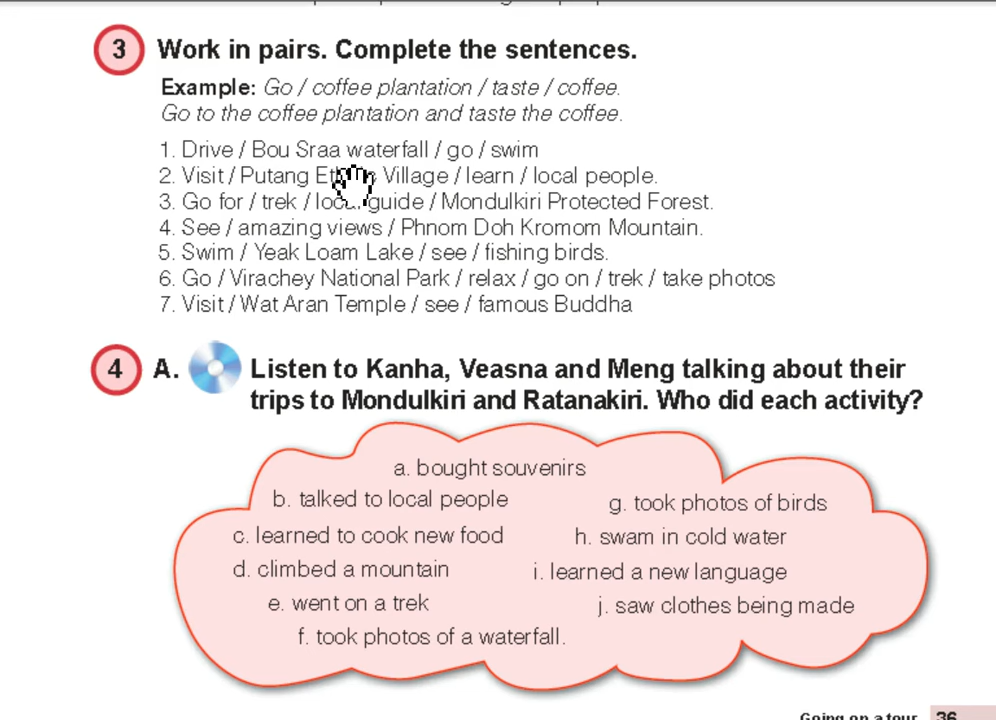 3 Work in pairs. Complete the sentences.
Example: Go / coffee plantation / taste / coffee.
Go to the coffee plantation and taste the coffee.
1. Drive / Bou Sraa waterfall / go / swim
2. Visit / Putang Village / learn / local people.
3. Go for / trek / guide / Mondulkiri Protected Forest.
4. See / amazing views / Phnom Doh Kromom Mountain.
5. Swim / Yeak Loam Lake / see / fishing birds.
6. Go / Virachey National Park / relax / go on / trek / take photos
7. Visit / Wat Aran Temple / see / famous Buddha
4 A. Listen to Kanha, Veasna and Meng talking about their
trips to Mondulkiri and Ratanakiri. Who did each activity?
a. bought souvenirs
b. talked to local people
c. learned to cook new food
d. climbed a mountain
e. went on a trek
f. took photos of a waterfall.
g. took photos of birds
h. swam in cold water
i. learned a new language
j. saw clothes being made
Going on a tour 36